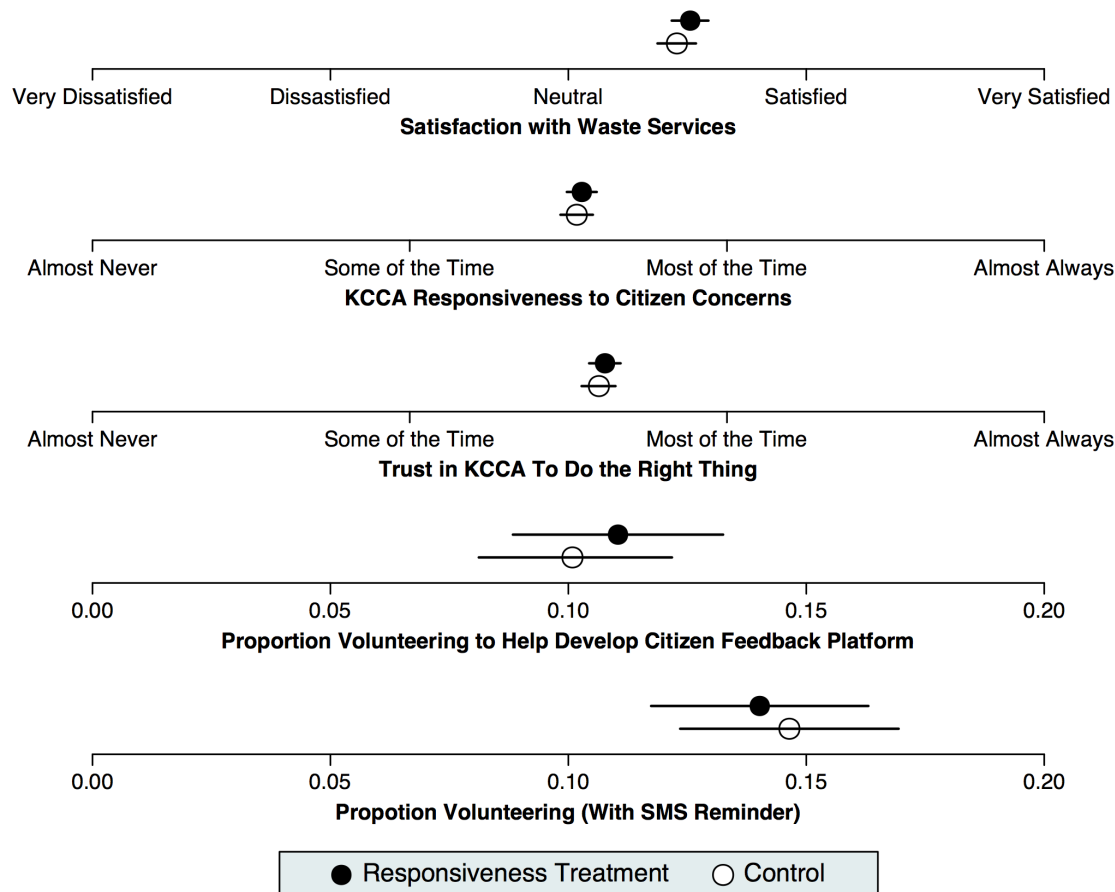 Very Dissatisfied Dissastisfied Neutral Satisfied Very Satisfied
Satisfaction with Waste Services
Almost Never Some of the Time Most of the Time Almost Always
KCCA Responsiveness to Citizen Concerns
Almost Never Some of the Time Most of the Time Almost Always
Trust in KCCA To Do the Right Thing
0.00 0.05 0.10 0.15 0.20
Proportion Volunteering to Help Develop Citizen Feedback Platform
0.00 0.05 0.10 0.15 0.20
Propotion Volunteering (With SMS Reminder)
Responsiveness Treatment Control